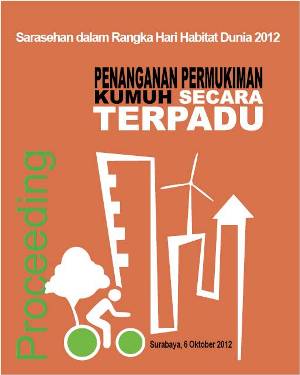 Sarasehan dalam Rangka Hari Habitat Dunia 2012
PENANGANAN PERMUKIMAN
KUMUH SECARA
TERPADU
Proceeding
Surabaya, 6 Oktober 2012